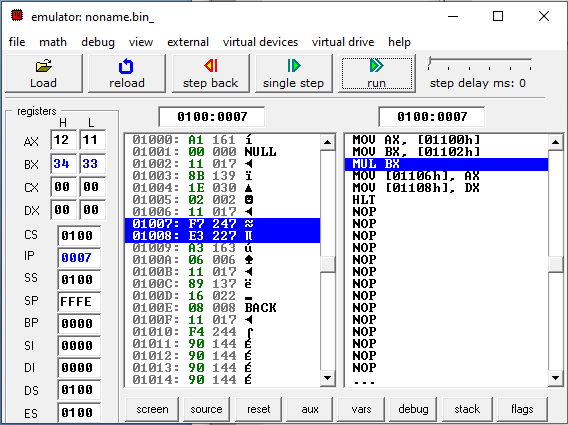 emulator: noname.bin_
file math debug view external virtual devices virtual drive help
Load reload step back single step run step delay ms: 0
registers
H L
AX 12 11
BX 34 33
CX 00 00
DX 00 00
CS 0100
IP 0007
SS 0100
SP FFFE
BP 0000
SI 0000
DI 0000
DS 0100
ES 0100
0100:0007
01000: A1 161 í
01001: 00 000 NULL
01002: 11 017 ◄
01003: 8B 139 ï
01004: 1E 030 ▲
01005: 02 002 ☻
01006: 11 017 ◄
01007: F7 247 ≈
01008: E3 227 π
01009: A3 163 ú
0100A: 06 006 ♠
0100B: 11 017 ◄
0100C: 89 137 ë
0100D: 16 022 ▬
0100E: 08 008 BACK
0100F: 11 017 ◄
01010: F4 244 ⌠
01011: 90 144 É
01012: 90 144 É
01013: 90 144 É
01014: 90 144 É
0100:0007
MOV AX, [01100h]
MOV BX, [01102h]
MUL BX
MOV [01106h], AX
MOV [01108h], DX
HLT
NOP
NOP
NOP
NOP
NOP
NOP
NOP
NOP
NOP
NOP
NOP
NOP
NOP
NOP
...
screen source reset aux vars debug stack flags